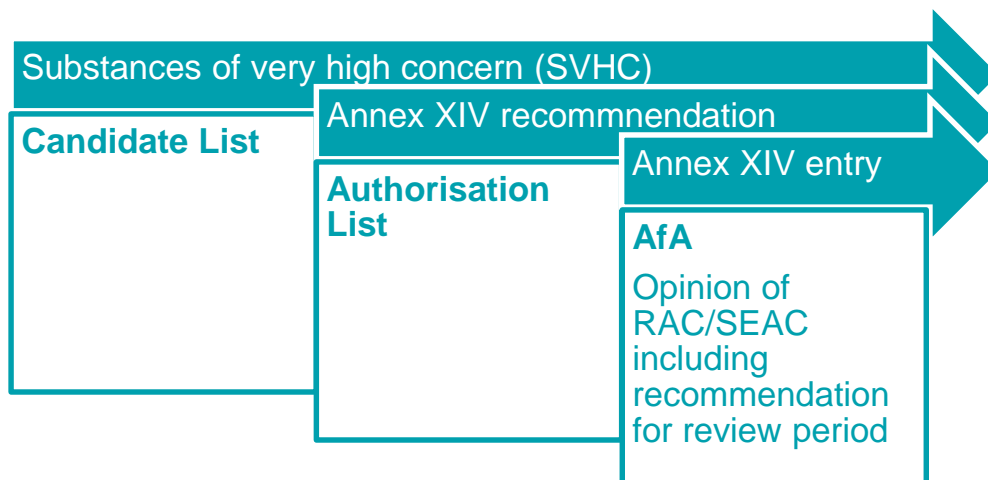 Substances of very high concern (SVHC)
Candidate List
Annex XIV recommnendation
Authorisation
List
Annex XIV entry
AfA
Opinion of
RAC/SEAC
including
recommendation
for review period